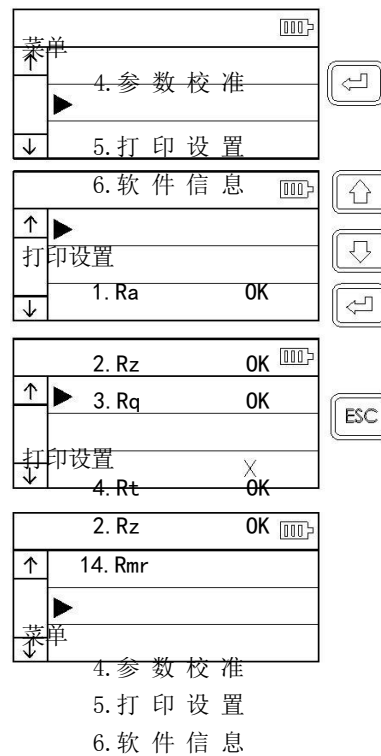 菜单
4.参 数 校 准
5.打 印 设 置
6.软 件 信 息
打印设置
1.Ra OK
2.Rz OK
3.Rq OK
ESC
打印设置
X
4.Rt OK
2.Rz OK
14.Rmr
菜单
4.参 数 校 准
5.打 印 设 置
6.软 件 信 息